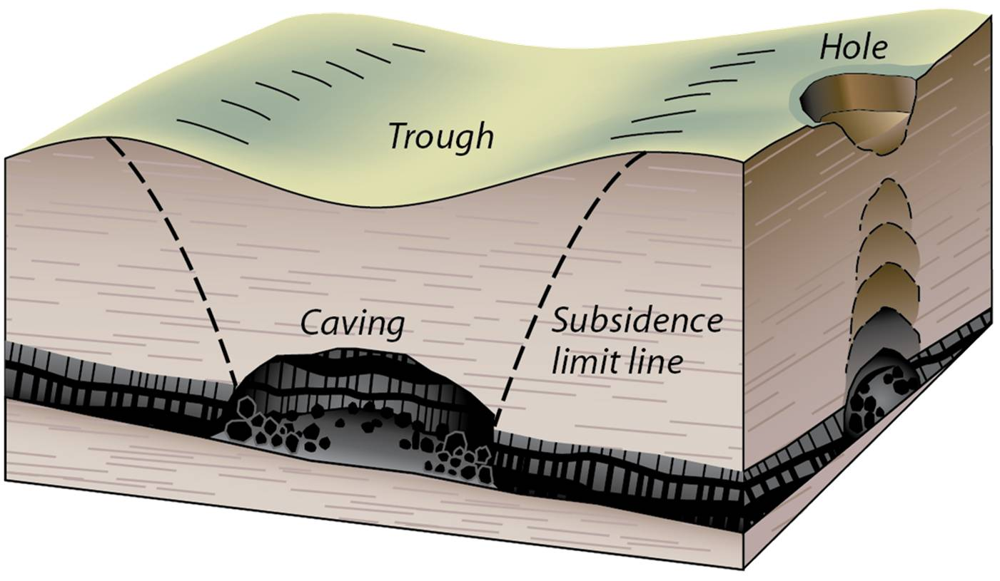 Hole
Trough
Caving
Subsidence
limit line